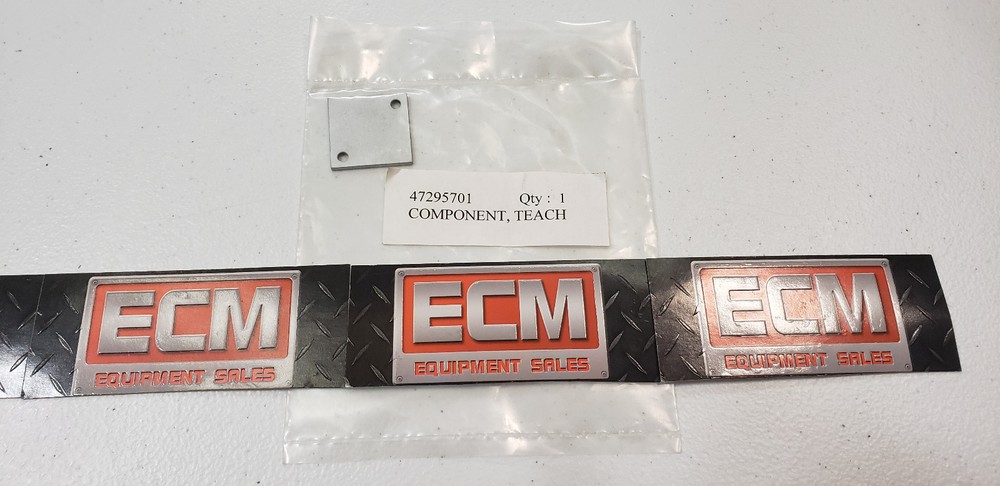 47295701 Qty : 1
COMPONENT, TEACH
ECM
EQUIPMENT SALES
ECM
EQUIPMENT SALES
ECM
EQUIPMENT SALES